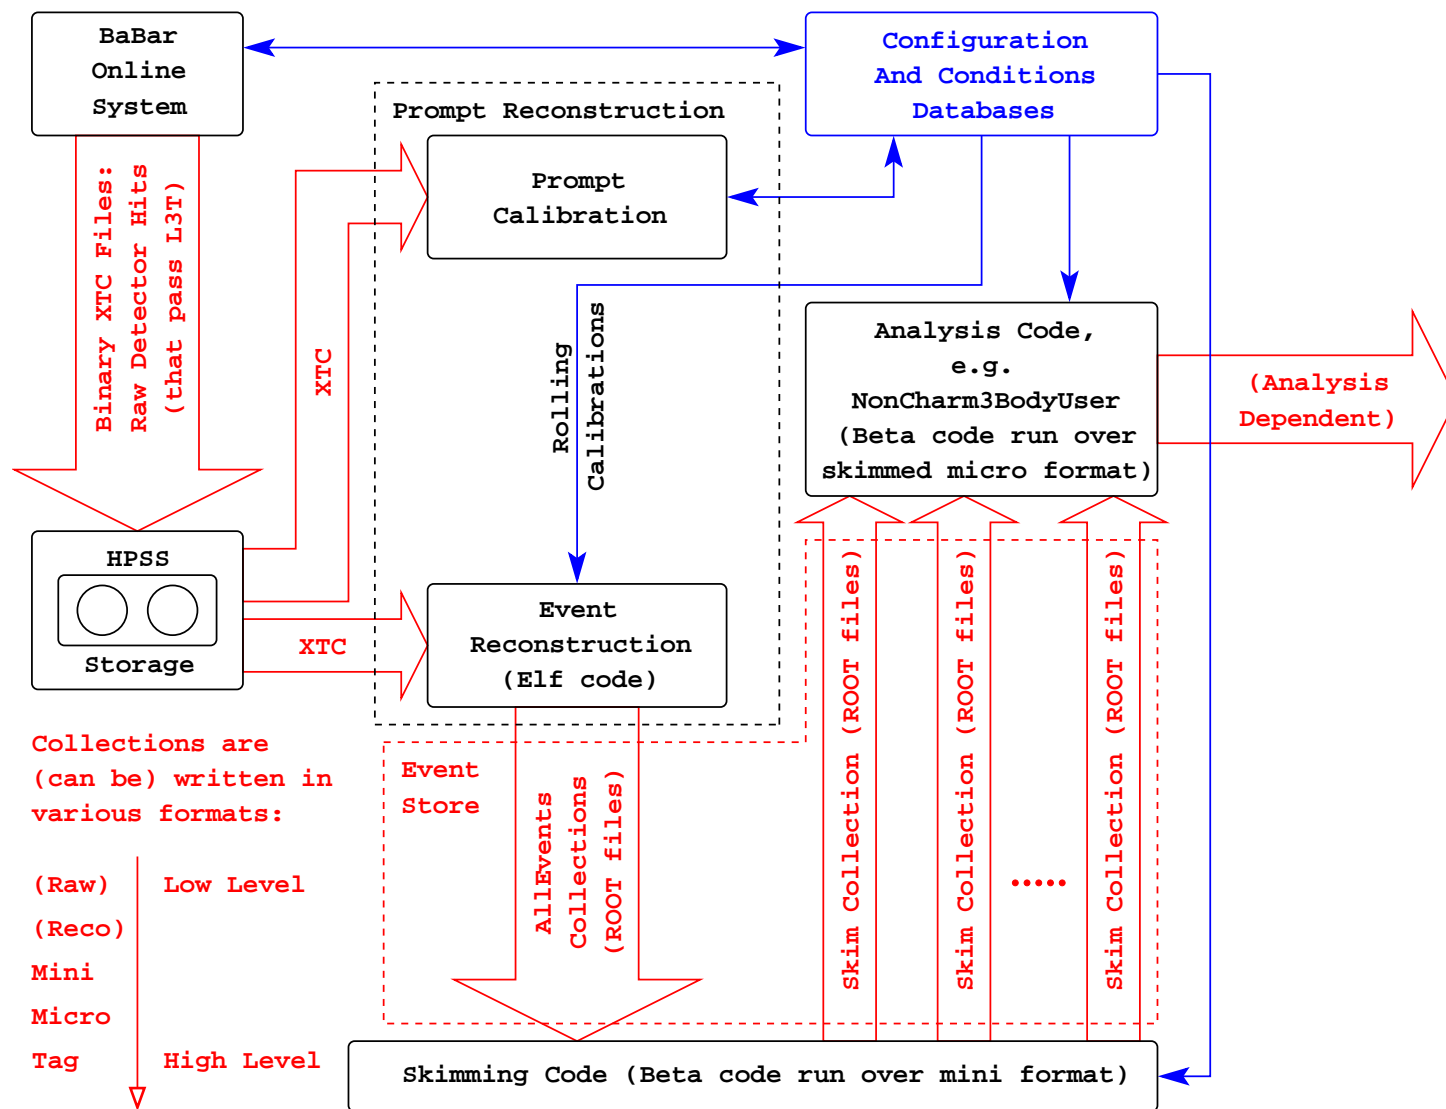 BaBar
Online
System
Configuration
And Conditions
Databases
Prompt Reconstruction
Prompt
Calibration
Binary XTC Files:
Raw Detector Hits
(that pass L3T)
XTC
Rolling
Calibrations
Analysis Code,
e.g.
NonCharm3BodyUser
(Beta code run over
skimmed micro format)
(Analysis
Dependent)
HPSS
Storage
XTC
Event
Reconstruction
(Elf code)
Skim Collection (ROOT files)
Skim Collection (ROOT files)
.....
Skim Collection (ROOT files)
Event
Store
AllEvents
Collections
(ROOT files)
Collections are
(can be) written in
various formats:
(Raw) Low Level
(Reco)
Mini
Micro
Tag High Level
Skimming Code (Beta code run over mini format)